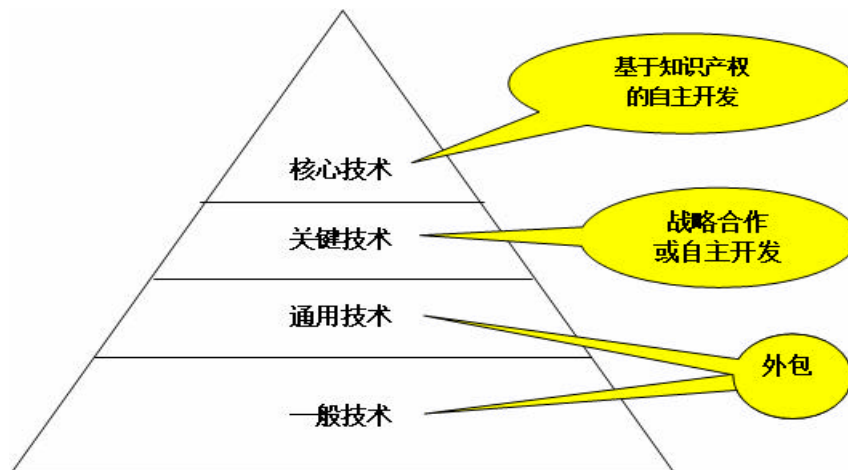 基于知识产权
的自主开发
核心技术
战略合作
或自主开发
关键技术
通用技术
外包
一般技术